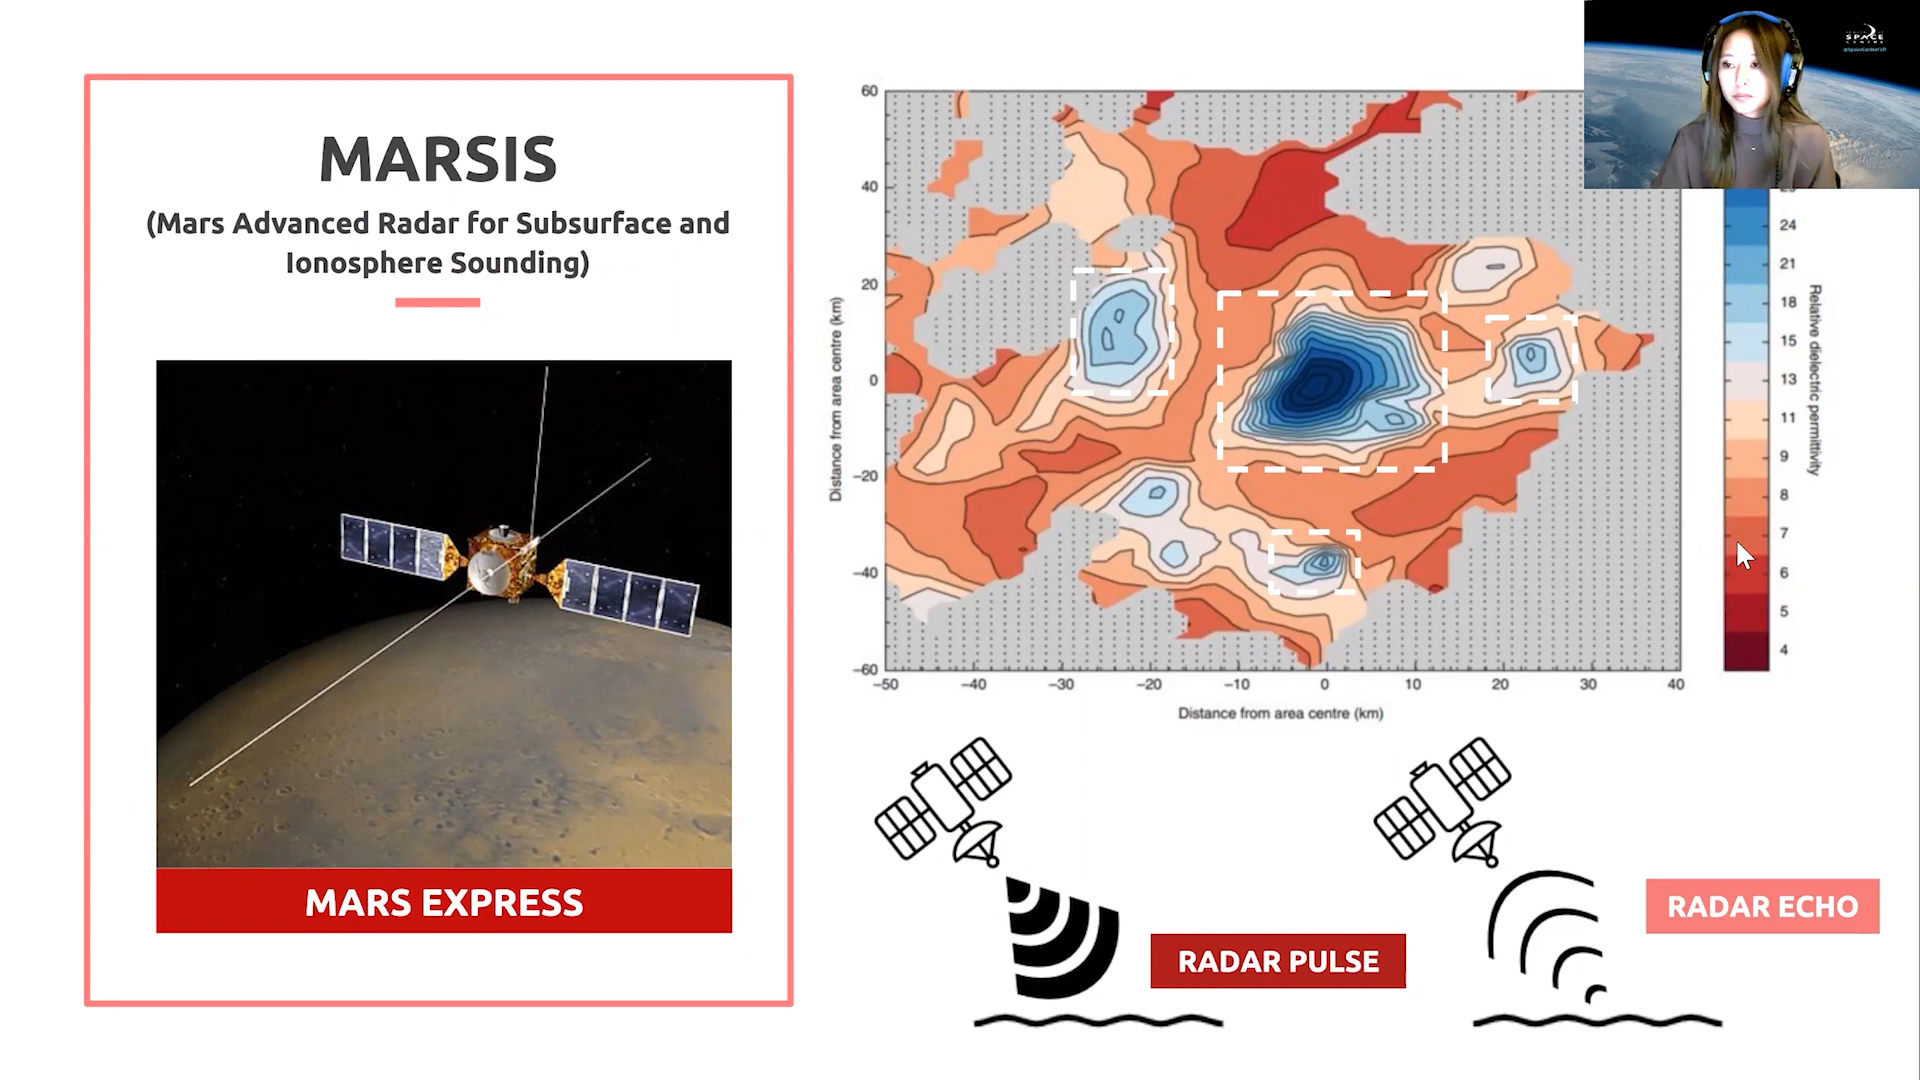 MARSIS
(Mars Advanced Radar for Subsurface and
Ionosphere Sounding)
MARS EXPRESS
60
40
20
0
−20
−40
−60
Distance from area centre (km)
−50 −40 −30 −20 −10 0 10 20 30 40
Distance from area centre (km)
24
21
18
15
13
11
9
8
7
6
5
4
Relative dielectric permittivity
SPACE
RADAR PULSE
RADAR ECHO